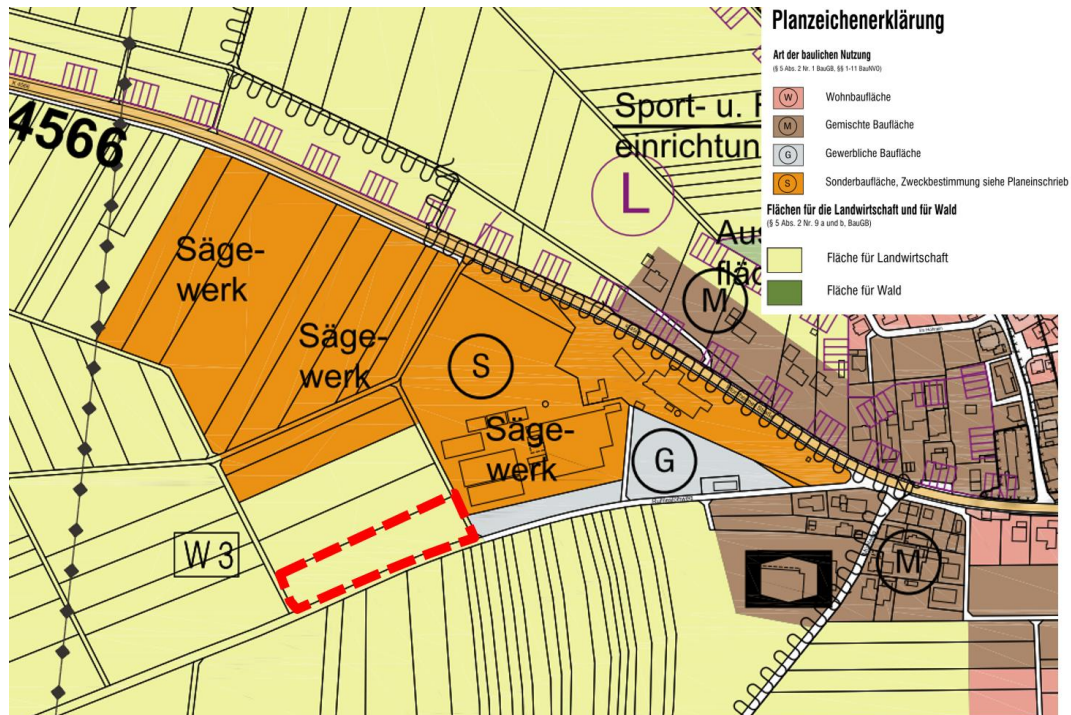 Planzeichenerklärung
Art der baulichen Nutzung
(§ 5 Abs. 2 Nr. 1 BauGB, §§ 1-11 BauNVO)
W Wohnbaufläche
M Gemischte Baufläche
G Gewerbliche Baufläche
S Sonderbaufläche, Zweckbestimmung siehe Planeinschrieb
Flächen für die Landwirtschaft und für Wald
(§ 5 Abs. 2 Nr. 9 a und b, BauGB)
Fläche für Landwirtschaft
Fläche für Wald
4566
Sport- u. F
einrichtun
L
Aus
fläc
M
Säge-
werk
Säge-
werk
S
Säge-
werk
G
W 3
M